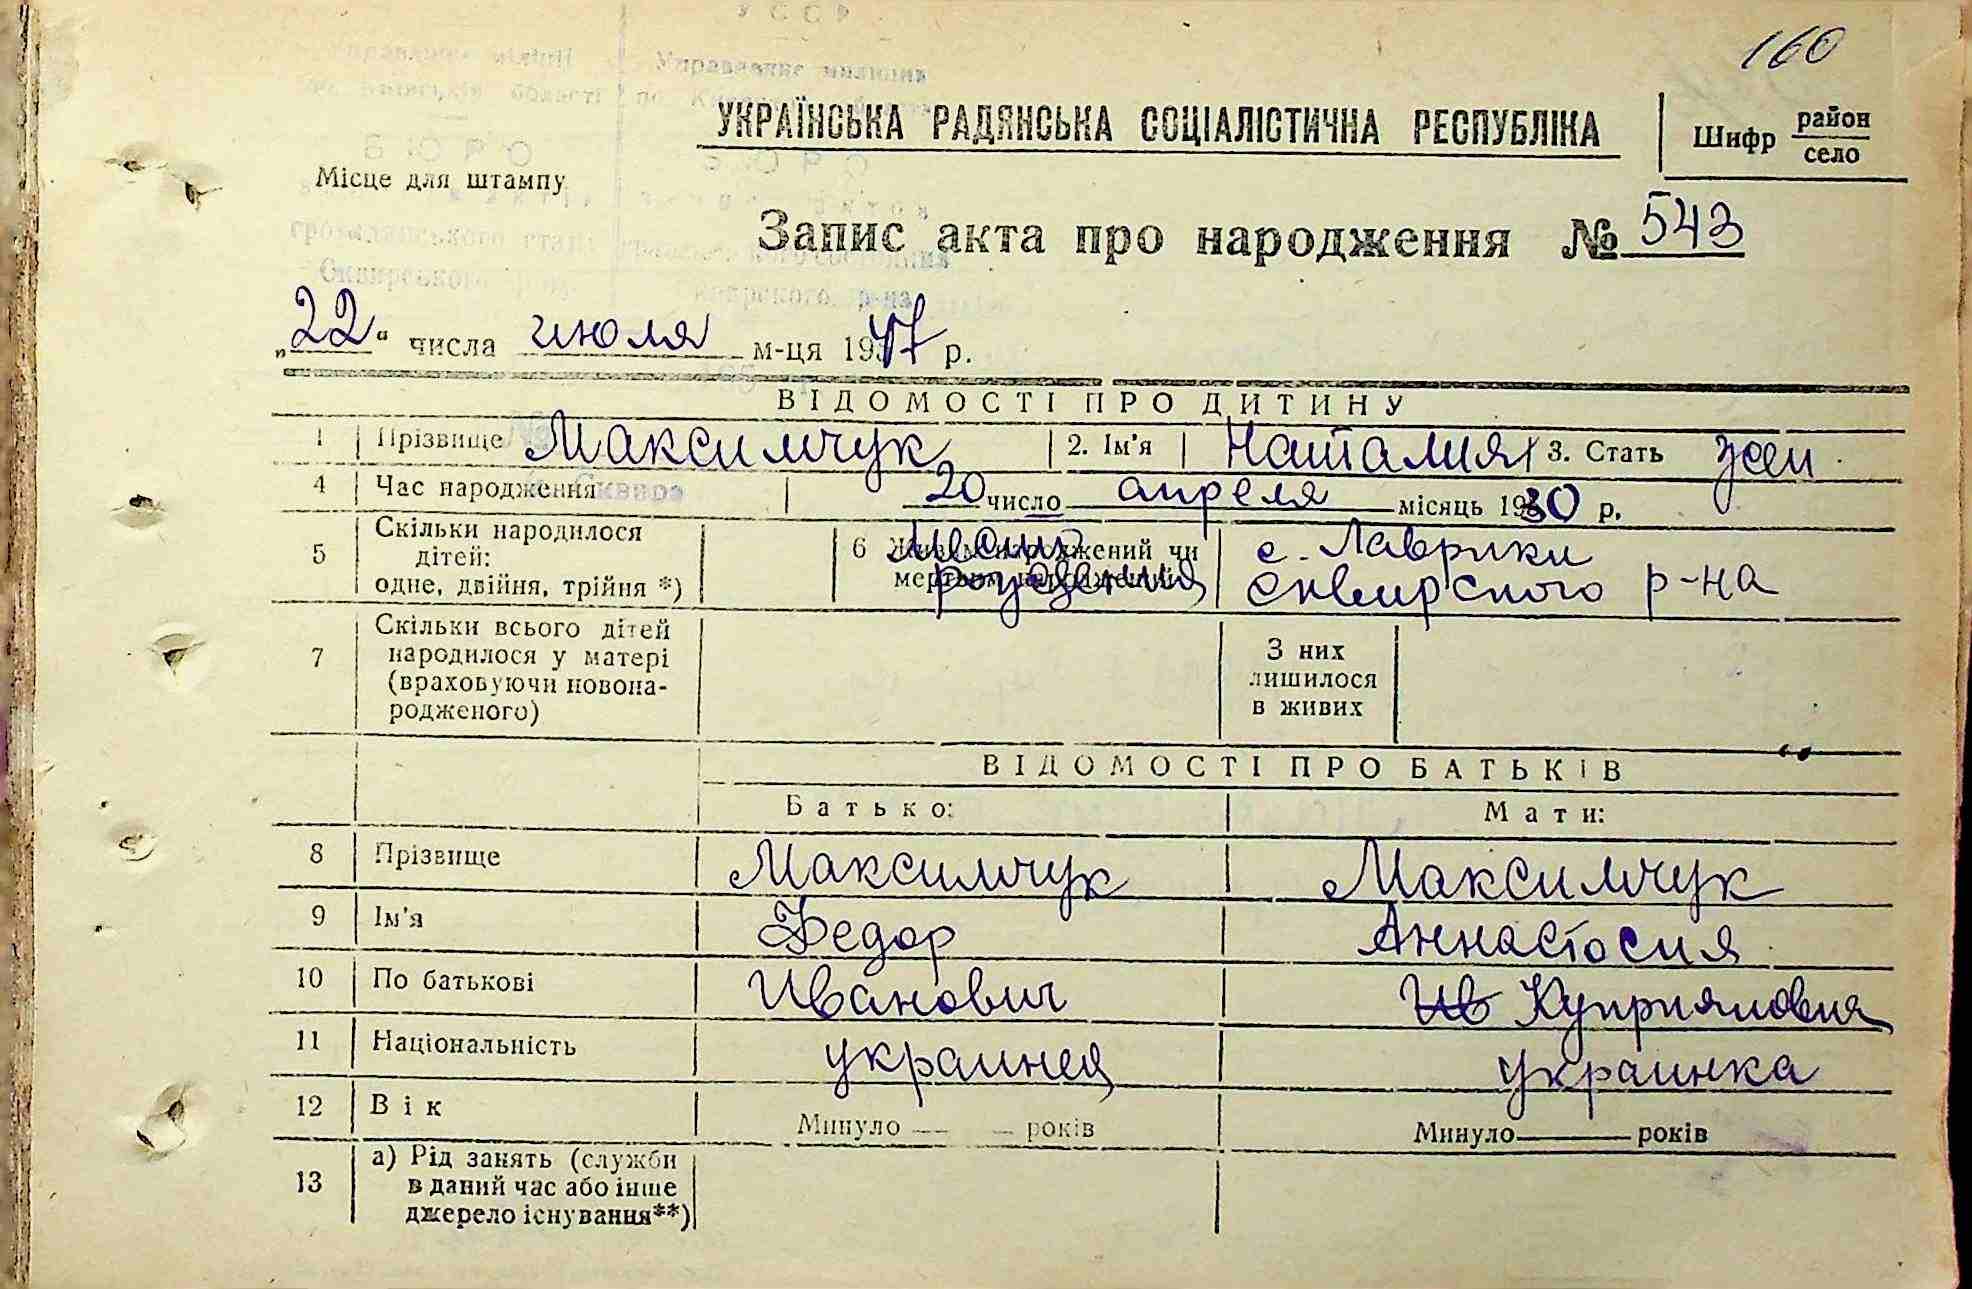 160
УКРАЇНСЬКА РАДЯНСЬКА СОЦІАЛІСТИЧНА РЕСПУБЛІКА
Шифр район
село
Місце для штампу
Запис акта про народження № 543
„22“ числа июля м-ця 1947 р.
ВІДОМОСТІ ПРО ДИТИНУ
1 Прізвище Максимчук 2. Ім'я Наталия 3. Стать жен.
4 Час народження 20 число апреля місяць 1930 р.
5 Скільки народилося дітей: одне, двійня, трійня *)
6 Живим народжений чи мертвим народжений
Место рождения
с. Лаврики
Сквирского р-на
7 Скільки всього дітей народилося у матері (враховуючи новонародженого)
З них лишилося в живих
ВІДОМОСТІ ПРО БАТЬКІВ
Батько: Мати:
8 Прізвище Максимчук Максимчук
9 Ім'я Федор Аннастосия
10 По батькові Иванович Ив Куприяновна
11 Національність украинец украинка
12 Вік Минуло — — років Минуло — років
13 а) Рід занять (служби в даний час або інше джерело існування**)